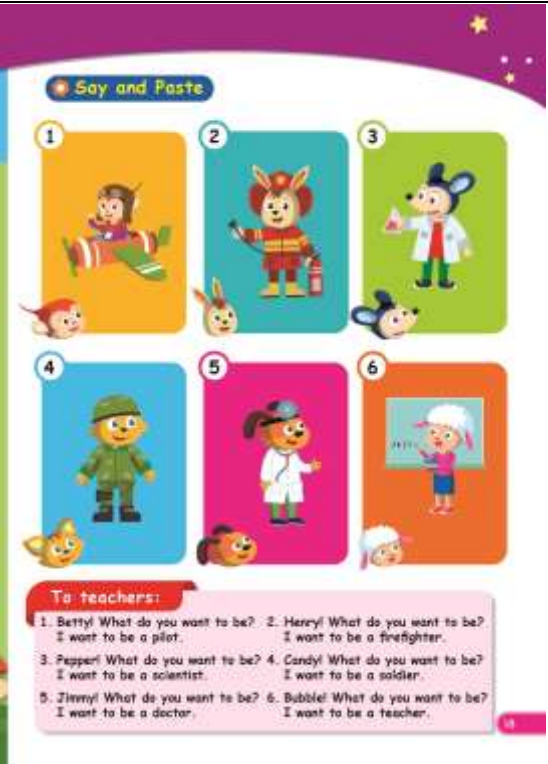 Say and Paste
1
2
3
4
5
6
To teachers:
1. Betty! What do you want to be?
I want to be a pilot.
2. Henry! What do you want to be?
I want to be a firefighter.
3. Pepper! What do you want to be?
I want to be a scientist.
4. Candy! What do you want to be?
I want to be a soldier.
5. Jimmy! What do you want to be?
I want to be a doctor.
6. Bubble! What do you want to be?
I want to be a teacher.